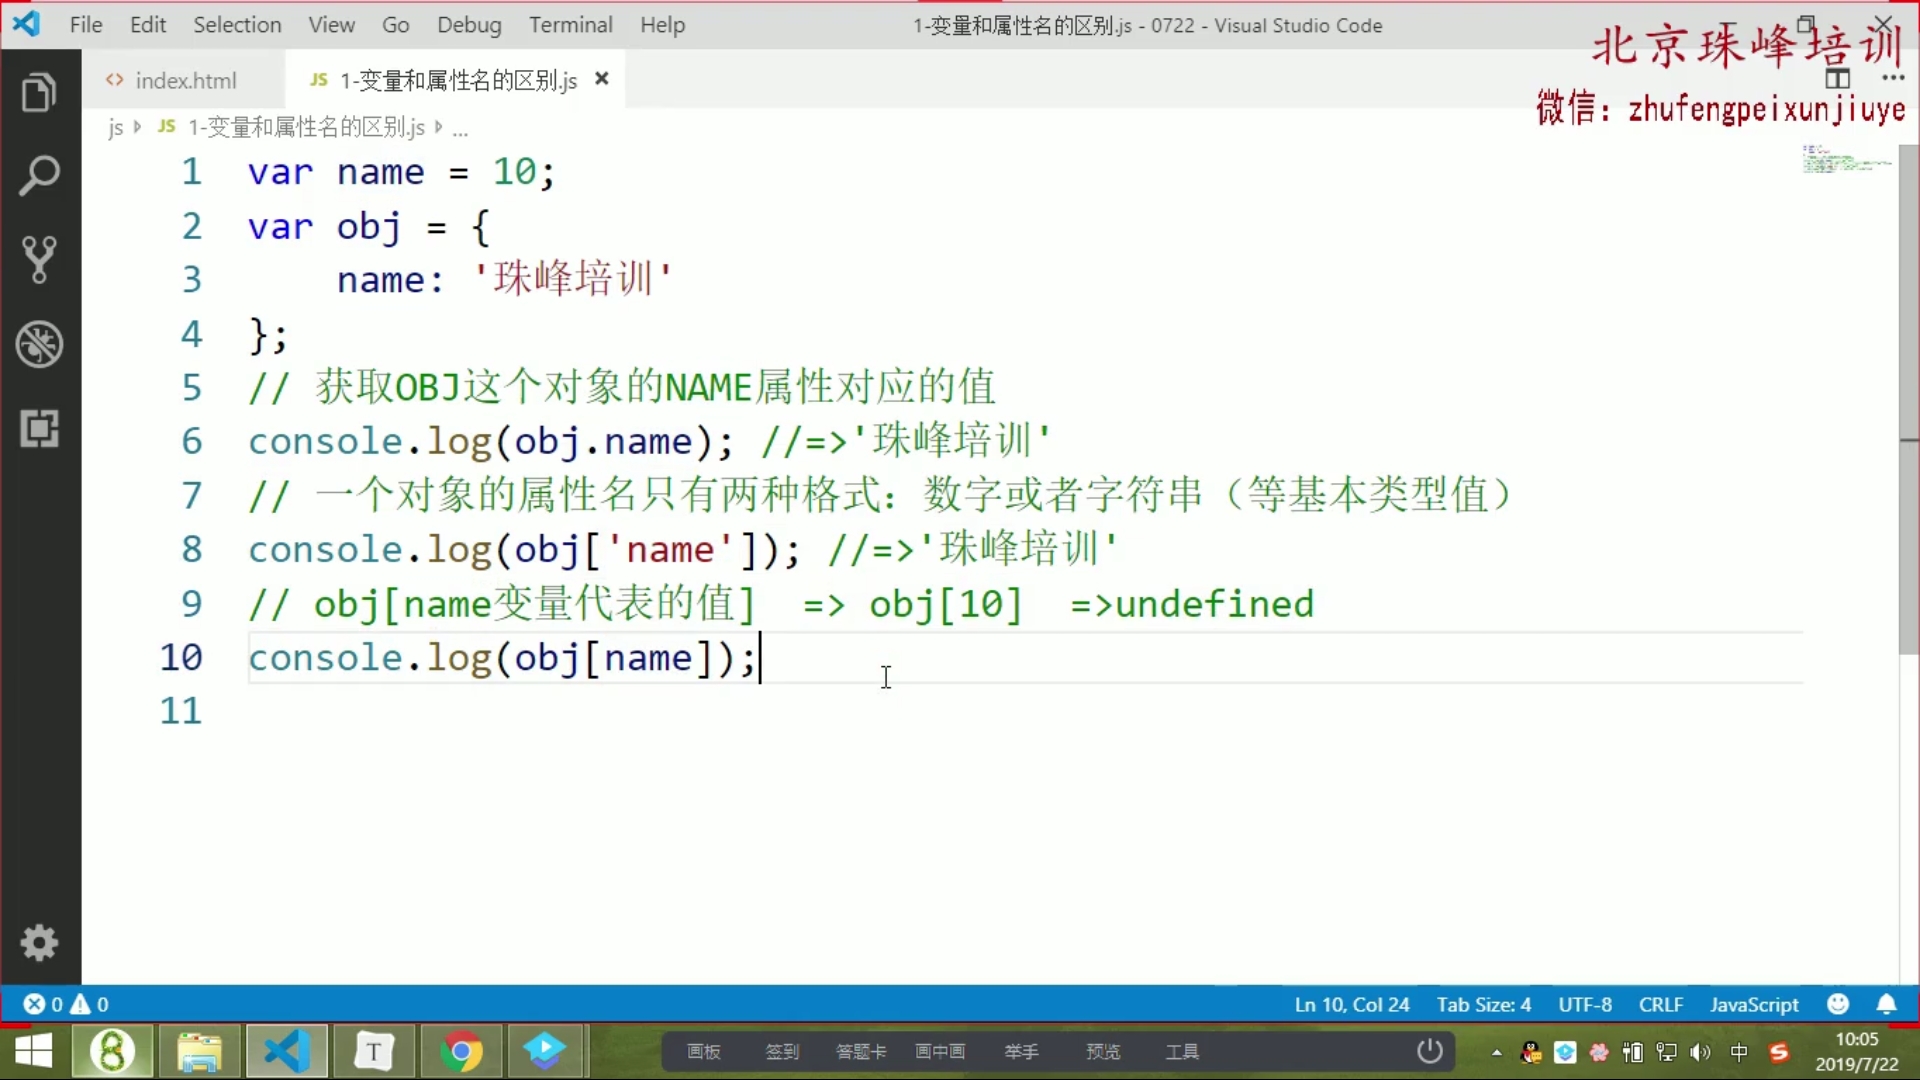 File Edit Selection View Go Debug Terminal Help
1-变量和属性名的区别.js - 0722 - Visual Studio Code
北京珠峰培训
微信：zhufengpeixunjiuye
index.html
JS 1-变量和属性名的区别.js
js JS 1-变量和属性名的区别.js ...
1 var name = 10;
2 var obj = {
3 name: '珠峰培训'
4 };
5 // 获取OBJ这个对象的NAME属性对应的值
6 console.log(obj.name); //=>'珠峰培训'
7 // 一个对象的属性名只有两种格式：数字或者字符串（等基本类型值）
8 console.log(obj['name']); //=>'珠峰培训'
9 // obj[name变量代表的值] => obj[10] =>undefined
10 console.log(obj[name]);
11
0 0
Ln 10, Col 24 Tab Size: 4 UTF-8 CRLF JavaScript
T
画板 签到 答题卡 画中画 举手 预览 工具
中
10:05
2019/7/22